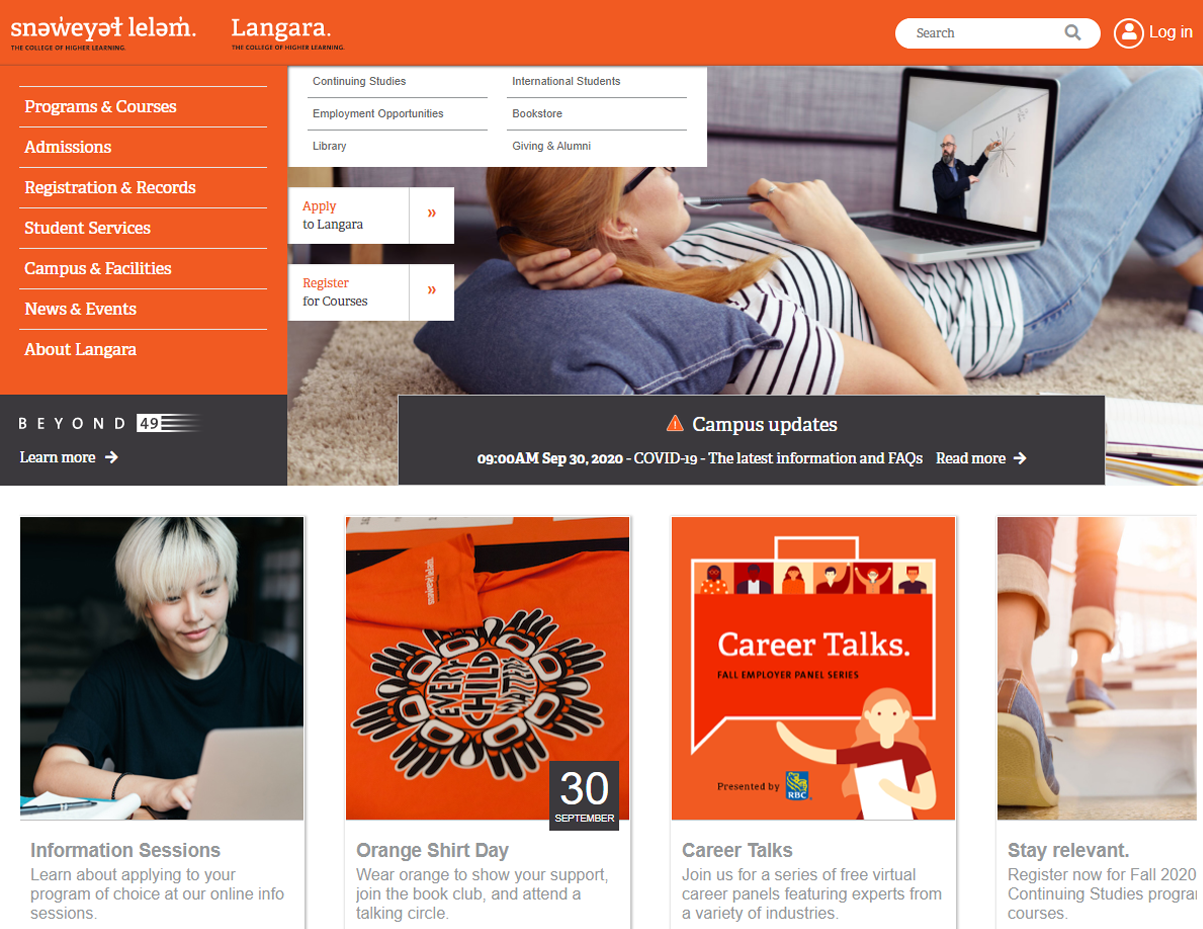 snəw̓eyəɬ leləm̓.
THE COLLEGE OF HIGHER LEARNING.
Langara.
THE COLLEGE OF HIGHER LEARNING.
Search
Log in
Programs & Courses
Admissions
Registration & Records
Student Services
Campus & Facilities
News & Events
About Langara
Continuing Studies
International Students
Employment Opportunities
Bookstore
Library
Giving & Alumni
Apply
to Langara
»
Register
for Courses
»
BEYOND 49
Learn more →
Campus updates
09:00AM Sep 30, 2020 - COVID-19 - The latest information and FAQs Read more →
EVERY
CHILD
MATTERS
30
SEPTEMBER
Career Talks.
FALL EMPLOYER PANEL SERIES
Presented by
RBC
Information Sessions
Learn about applying to your
program of choice at our online info
sessions.
Orange Shirt Day
Wear orange to show your support,
join the book club, and attend a
talking circle.
Career Talks
Join us for a series of free virtual
career panels featuring experts from
a variety of industries.
Stay relevant.
Register now for Fall 2020
Continuing Studies progra
courses.